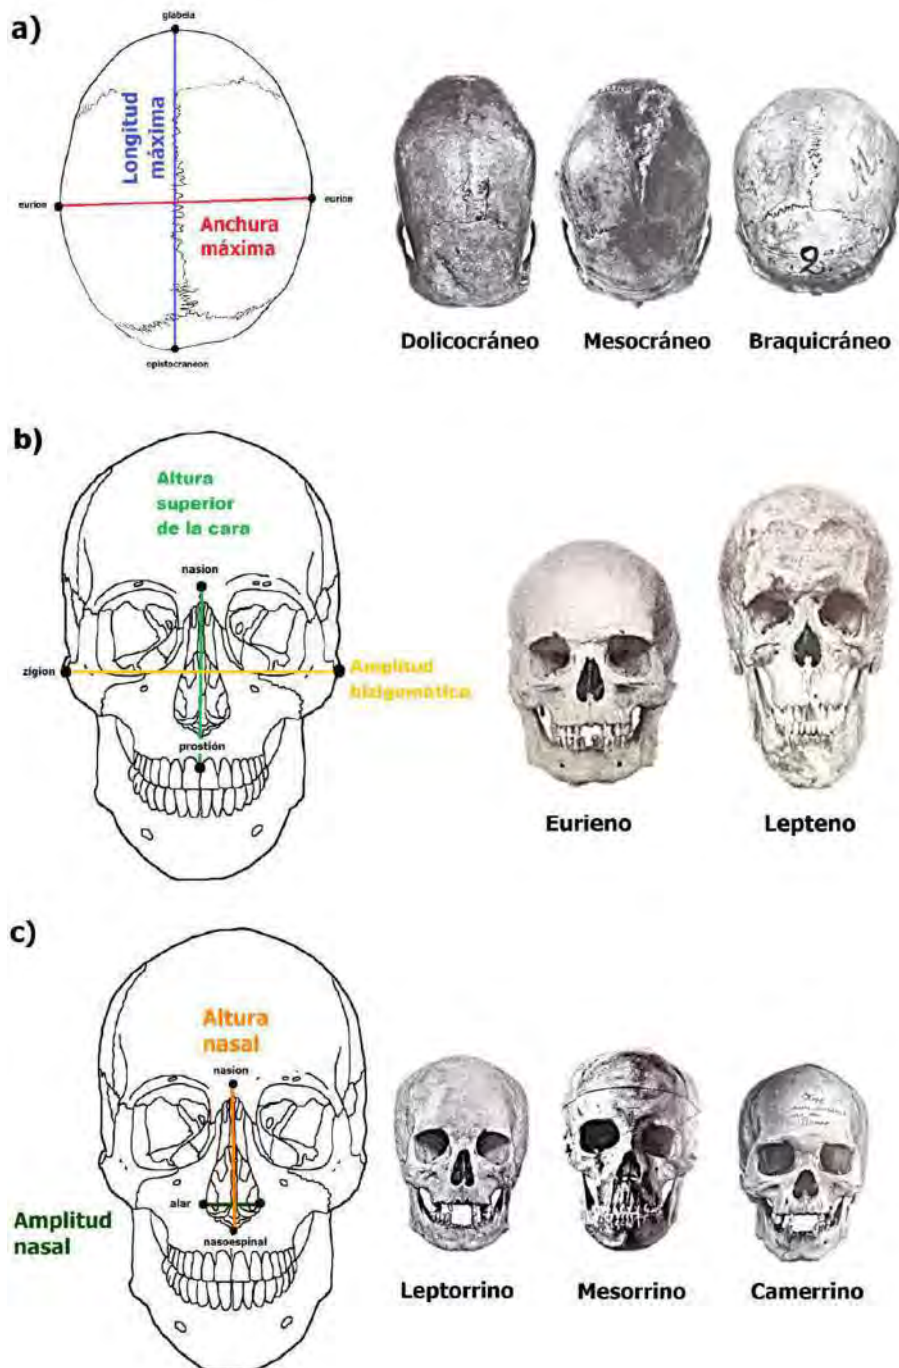 a)
glabela
Longitud
máxima
eurion
eurion
Anchura
máxima
opistocraneon
2
Dolicocráneo
Mesocráneo
Braquicráneo
b)
Altura
superior
de la cara
nasion
zigion
Amplitud
bizigomática
prostión
Eurieno
Lepteno
c)
Altura
nasal
nasion
alar
Amplitud
nasal
nasoespinal
Leptorrino
Mesorrino
Camerrino